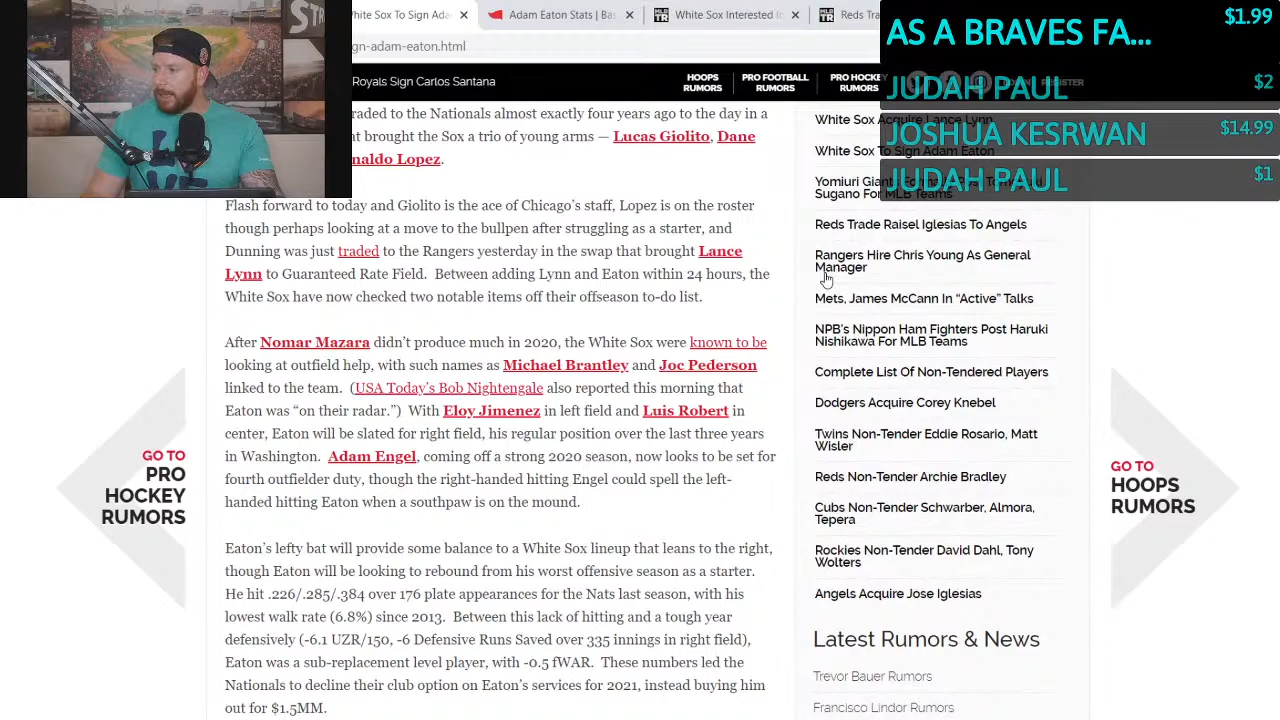 ST
White Sox To Sign Ada
Adam Eaton Stats | Bas
White Sox Interested I
Reds Tra
gn-adam-eaton.html
AS A BRAVES FA...
$1.99
JUDAH PAUL
$2
JOSHUA KESRWAN
$14.99
JUDAH PAUL
$1
Royals Sign Carlos Santana
HOOPS
RUMORS
PRO FOOTBALL
RUMORS
PRO HOCKEY
RUMORS
REGISTER
raded to the Nationals almost exactly four years ago to the day in a
at brought the Sox a trio of young arms — Lucas Giolito, Dane
naldo Lopez.
Flash forward to today and Giolito is the ace of Chicago's staff, Lopez is on the roster
though perhaps looking at a move to the bullpen after struggling as a starter, and
Dunning was just traded to the Rangers yesterday in the swap that brought Lance
Lynn to Guaranteed Rate Field.  Between adding Lynn and Eaton within 24 hours, the
White Sox have now checked two notable items off their offseason to-do list.
After Nomar Mazara didn't produce much in 2020, the White Sox were known to be
looking at outfield help, with such names as Michael Brantley and Joc Pederson
linked to the team.  (USA Today's Bob Nightengale also reported this morning that
Eaton was "on their radar.")  With Eloy Jimenez in left field and Luis Robert in
center, Eaton will be slated for right field, his regular position over the last three years
in Washington.  Adam Engel, coming off a strong 2020 season, now looks to be set for
fourth outfielder duty, though the right-handed hitting Engel could spell the left-
handed hitting Eaton when a southpaw is on the mound.
Eaton's lefty bat will provide some balance to a White Sox lineup that leans to the right,
though Eaton will be looking to rebound from his worst offensive season as a starter.
He hit .226/.285/.384 over 176 plate appearances for the Nats last season, with his
lowest walk rate (6.8%) since 2013.  Between this lack of hitting and a tough year
defensively (-6.1 UZR/150, -6 Defensive Runs Saved over 335 innings in right field),
Eaton was a sub-replacement level player, with -0.5 fWAR.  These numbers led the
Nationals to decline their club option on Eaton's services for 2021, instead buying him
out for $1.5MM.
White Sox Acquire Lance Lynn
White Sox To Sign Adam Eaton
Yomiuri Giants
Sugano For MLB Teams
Reds Trade Raisel Iglesias To Angels
Rangers Hire Chris Young As General
Manager
Mets, James McCann In "Active" Talks
NPB's Nippon Ham Fighters Post Haruki
Nishikawa For MLB Teams
Complete List Of Non-Tendered Players
Dodgers Acquire Corey Knebel
Twins Non-Tender Eddie Rosario, Matt
Wisler
Reds Non-Tender Archie Bradley
Cubs Non-Tender Schwarber, Almora,
Tepera
Rockies Non-Tender David Dahl, Tony
Wolters
Angels Acquire Jose Iglesias
Latest Rumors & News
Trevor Bauer Rumors
Francisco Lindor Rumors
GO TO
PRO
HOCKEY
RUMORS
GO TO
HOOPS
RUMORS